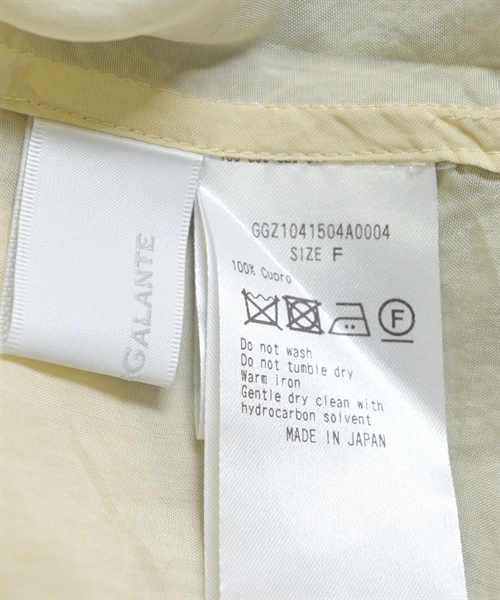 GALANTE
GGZ1041504A0004
SIZE F
100% Cupro
F
Do not wash
Do not tumble dry
Warm iron
Gentle dry clean with
hydrocarbon solvent
MADE IN JAPAN